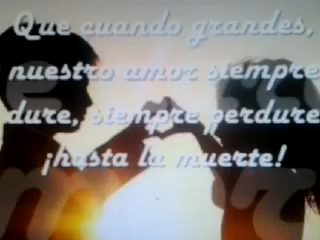 Que cuando grandes,
nuestro amor siempre
dure, siempre perdure
¡hasta la muerte!